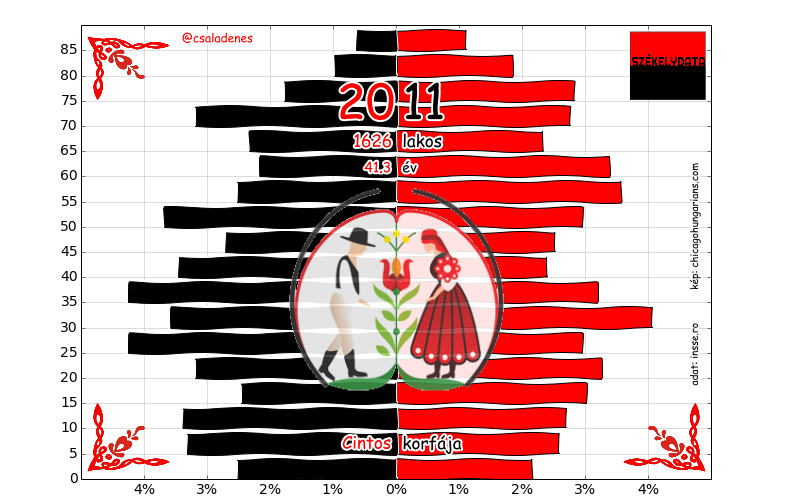 @csaladenes
SZÉKELYDATA
2011
1626 lakos
41.3 év
kép: chicagohungarians.com
adat: insse.ro
Cintos korfája
85
80
75
70
65
60
55
50
45
40
35
30
25
20
15
10
5
0
4% 3% 2% 1% 0% 1% 2% 3% 4%